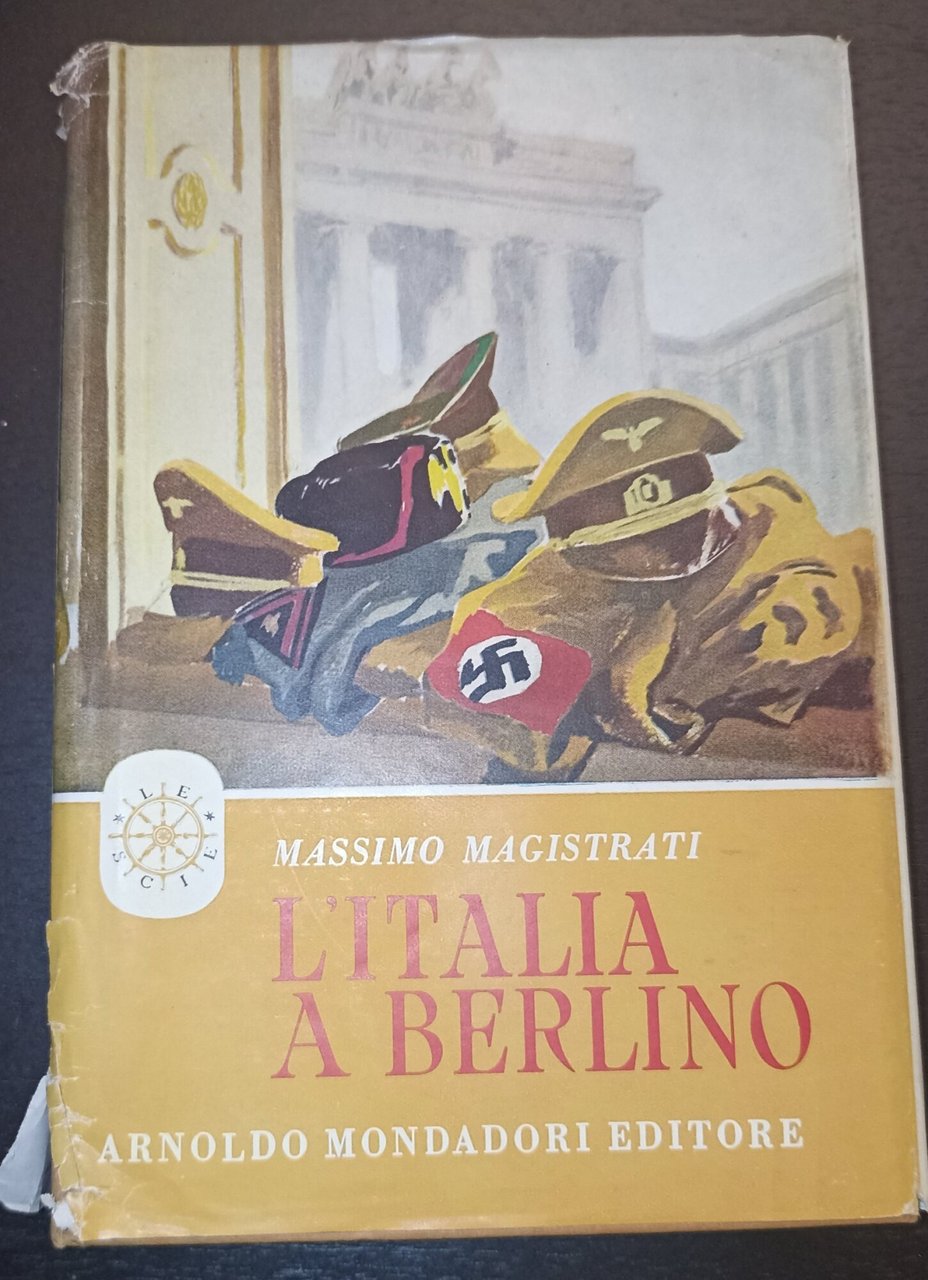 LE
SCIE
MASSIMO MAGISTRATI
L'ITALIA
A BERLINO
ARNOLDO MONDADORI EDITORE